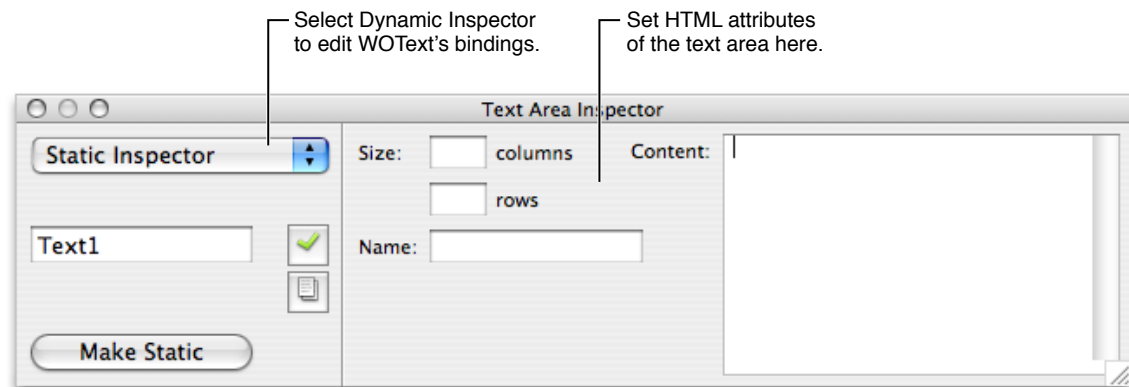 Select Dynamic Inspector
to edit WOText's bindings.
Set HTML attributes
of the text area here.
Text Area Inspector
Static Inspector
Size: columns Content:
rows
Text1
Name:
Make Static